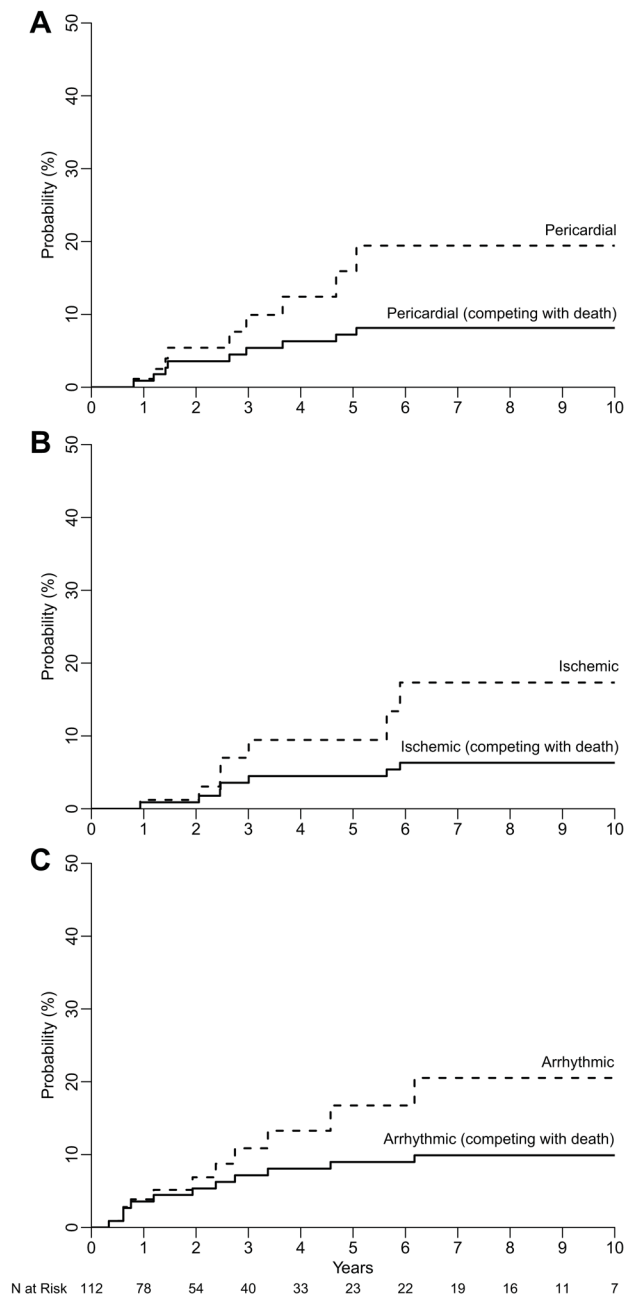 A
Probability (%)
50
40
30
20
10
0
Pericardial
Pericardial (competing with death)
0 1 2 3 4 5 6 7 8 9 10
B
Probability (%)
50
40
30
20
10
0
Ischemic
Ischemic (competing with death)
0 1 2 3 4 5 6 7 8 9 10
C
Probability (%)
50
40
30
20
10
0
Arrhythmic
Arrhythmic (competing with death)
0 1 2 3 4 5 6 7 8 9 10
Years
N at Risk 112 78 54 40 33 23 22 19 16 11 7